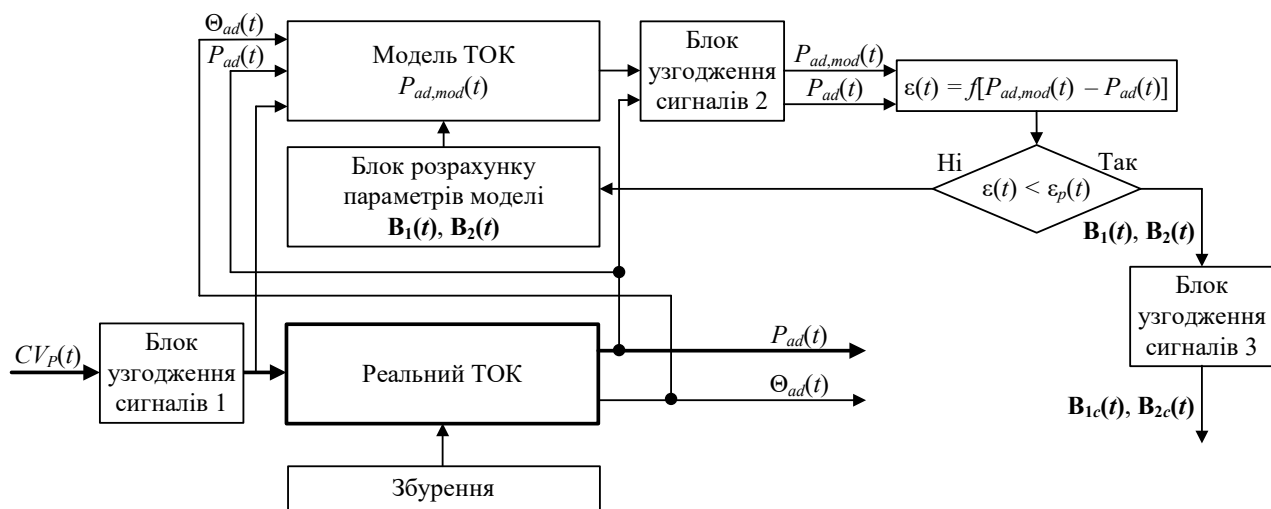 Θad(t)
Pad(t)
Модель ТОК
Pad,mod(t)
Блок
узгодження
сигналів 2
Pad,mod(t)
Pad(t)
ε(t) = f[Pad,mod(t) – Pad(t)]
Блок розрахунку
параметрів моделі
B1(t), B2(t)
Ні
Так
ε(t) < εp(t)
B1(t), B2(t)
Блок
узгодження
сигналів 3
B1c(t), B2c(t)
CVP(t)
Блок
узгодження
сигналів 1
Реальний ТОК
Pad(t)
Θad(t)
Збурення